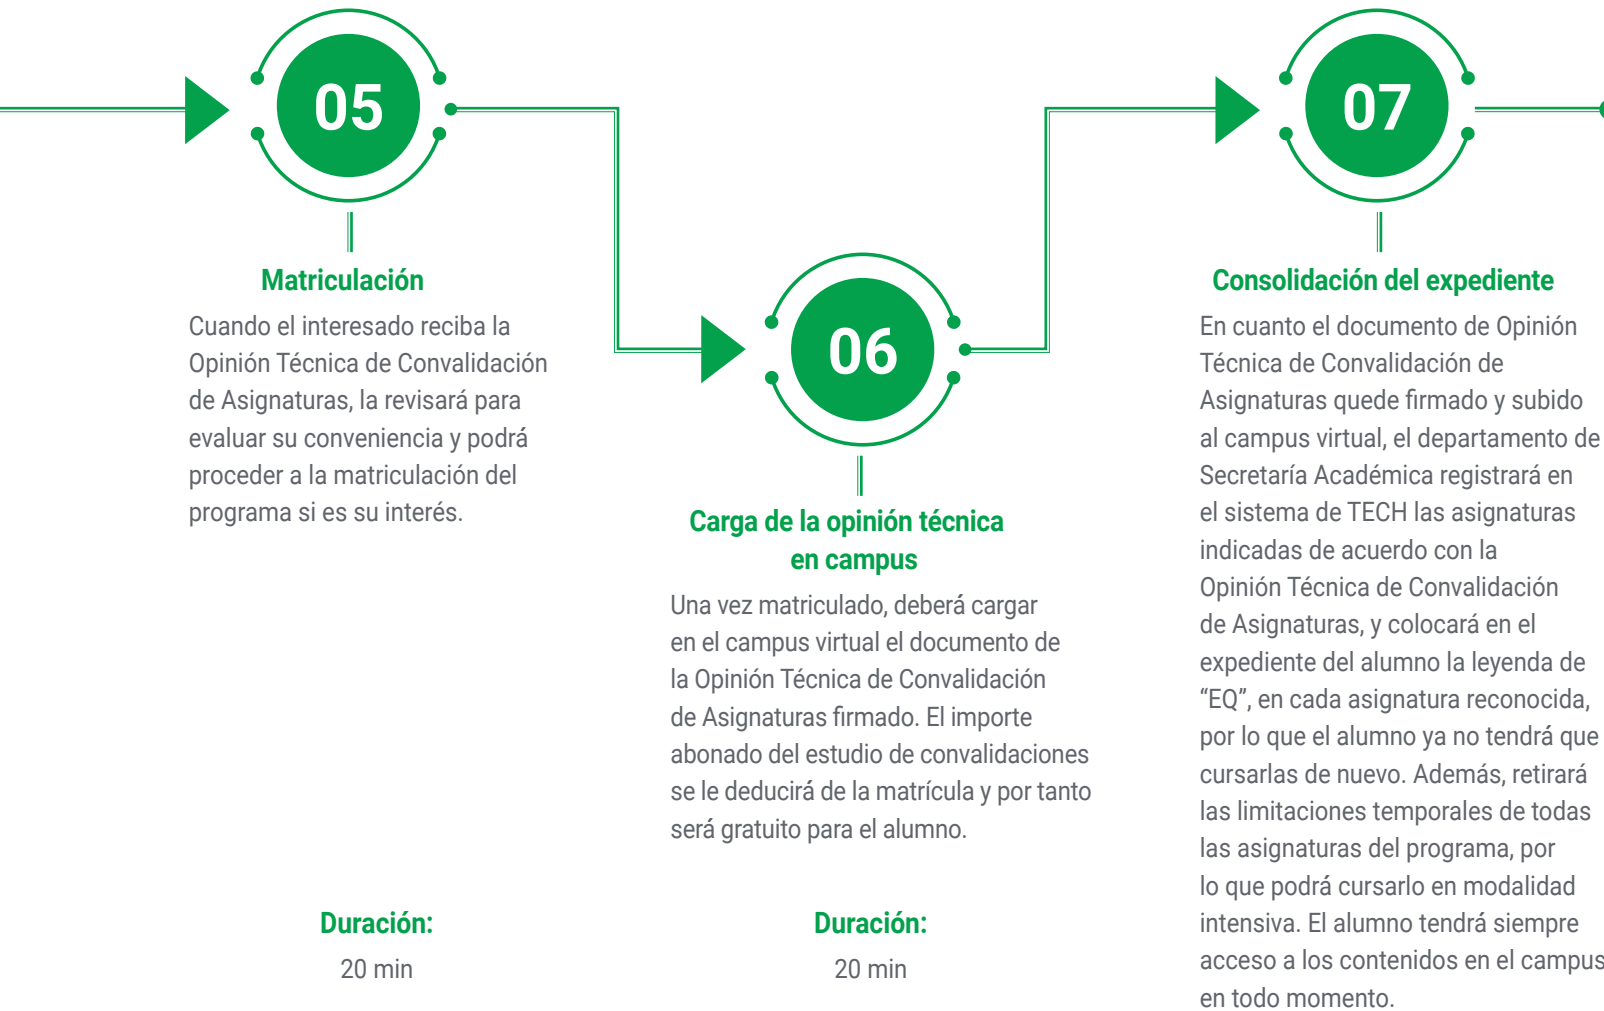 05
Matriculación
Cuando el interesado reciba la
Opinión Técnica de Convalidación
de Asignaturas, la revisará para
evaluar su conveniencia y podrá
proceder a la matriculación del
programa si es su interés.
Duración:
20 min
06
Carga de la opinión técnica
en campus
Una vez matriculado, deberá cargar
en el campus virtual el documento de
la Opinión Técnica de Convalidación
de Asignaturas firmado. El importe
abonado del estudio de convalidaciones
se le deducirá de la matrícula y por tanto
será gratuito para el alumno.
Duración:
20 min
07
Consolidación del expediente
En cuanto el documento de Opinión
Técnica de Convalidación de
Asignaturas quede firmado y subido
al campus virtual, el departamento de
Secretaría Académica registrará en
el sistema de TECH las asignaturas
indicadas de acuerdo con la
Opinión Técnica de Convalidación
de Asignaturas, y colocará en el
expediente del alumno la leyenda de
“EQ”, en cada asignatura reconocida,
por lo que el alumno ya no tendrá que
cursarlas de nuevo. Además, retirará
las limitaciones temporales de todas
las asignaturas del programa, por
lo que podrá cursarlo en modalidad
intensiva. El alumno tendrá siempre
acceso a los contenidos en el campus
en todo momento.